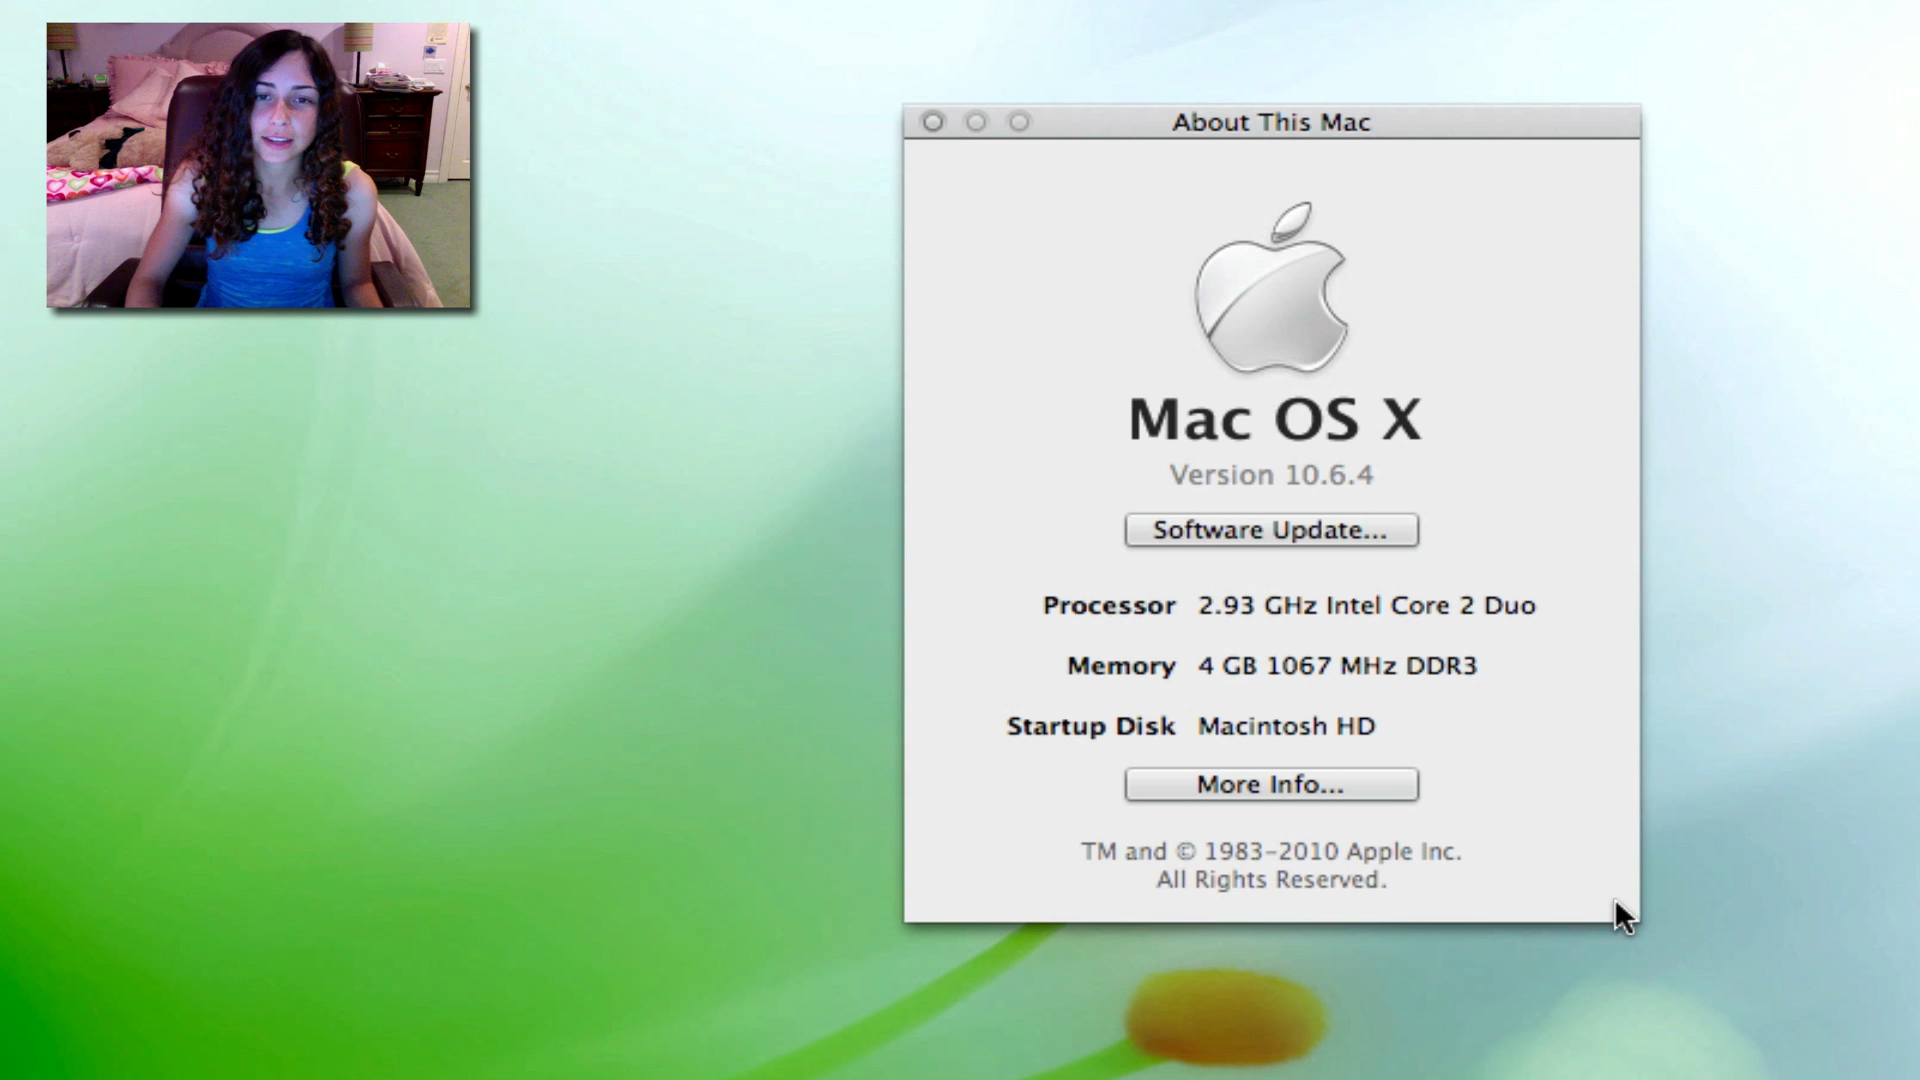 About This Mac
Mac OS X
Version 10.6.4
Software Update...
Processor 2.93 GHz Intel Core 2 Duo
Memory 4 GB 1067 MHz DDR3
Startup Disk Macintosh HD
More Info...
TM and © 1983–2010 Apple Inc.
All Rights Reserved.